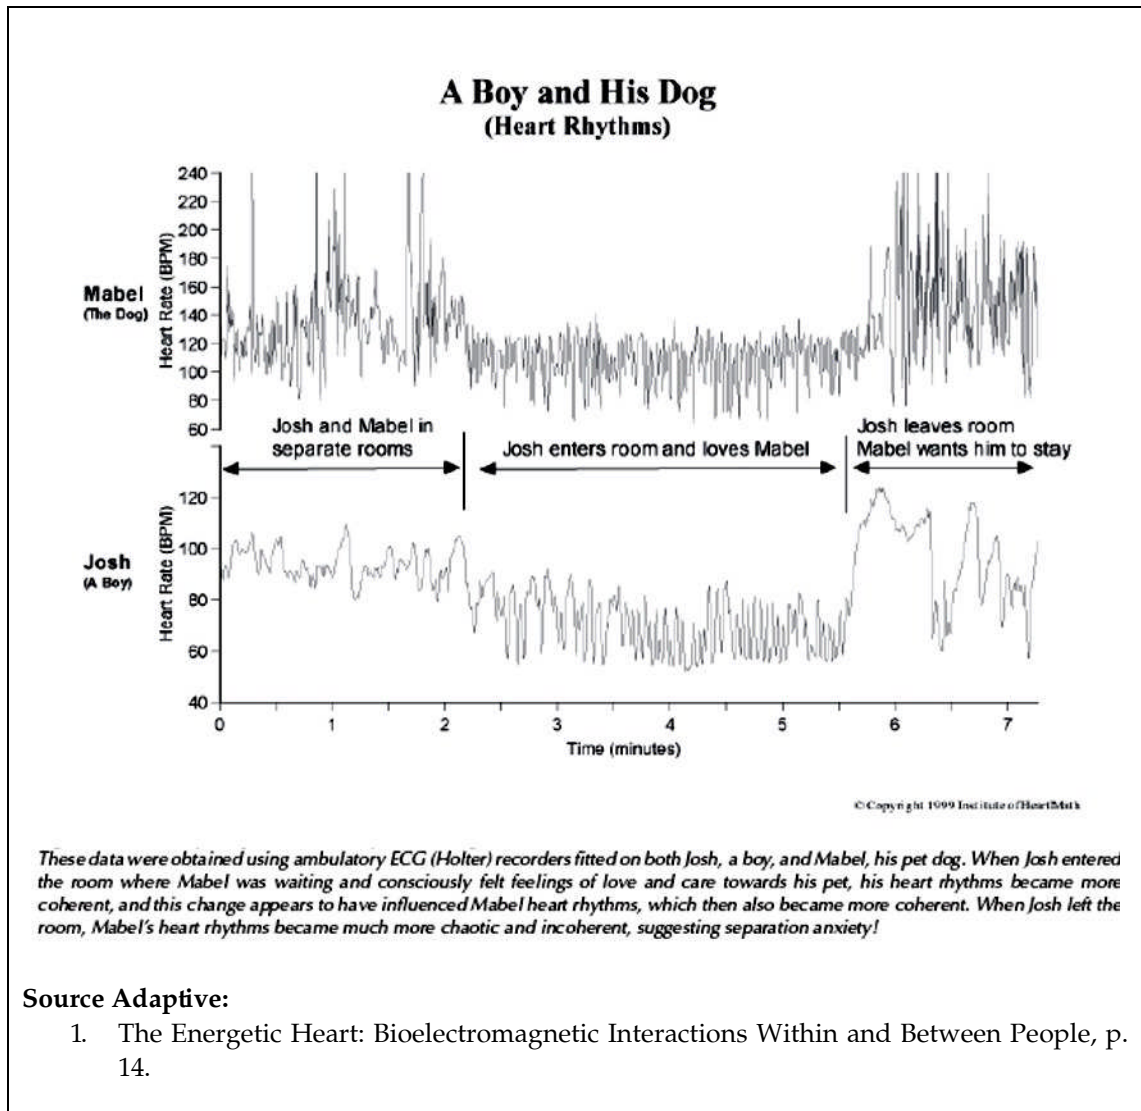 A Boy and His Dog
(Heart Rhythms)
240
220
200
180
160
140
120
100
80
60
Heart Rate (BPM)
Mabel
(The Dog)
Josh and Mabel in
separate rooms
Josh enters room and loves Mabel
Josh leaves room
Mabel wants him to stay
120
100
80
60
40
Heart Rate (BPM)
Josh
(A Boy)
0 1 2 3 4 5 6 7
Time (minutes)
© Copyright 1999 Institute of HeartMath
These data were obtained using ambulatory ECG (Holter) recorders fitted on both Josh, a boy, and Mabel, his pet dog. When Josh entered
the room where Mabel was waiting and consciously felt feelings of love and care towards his pet, his heart rhythms became more
coherent, and this change appears to have influenced Mabel heart rhythms, which then also became more coherent. When Josh left the
room, Mabel's heart rhythms became much more chaotic and incoherent, suggesting separation anxiety!
Source Adaptive:
1. The Energetic Heart: Bioelectromagnetic Interactions Within and Between People, p.
14.